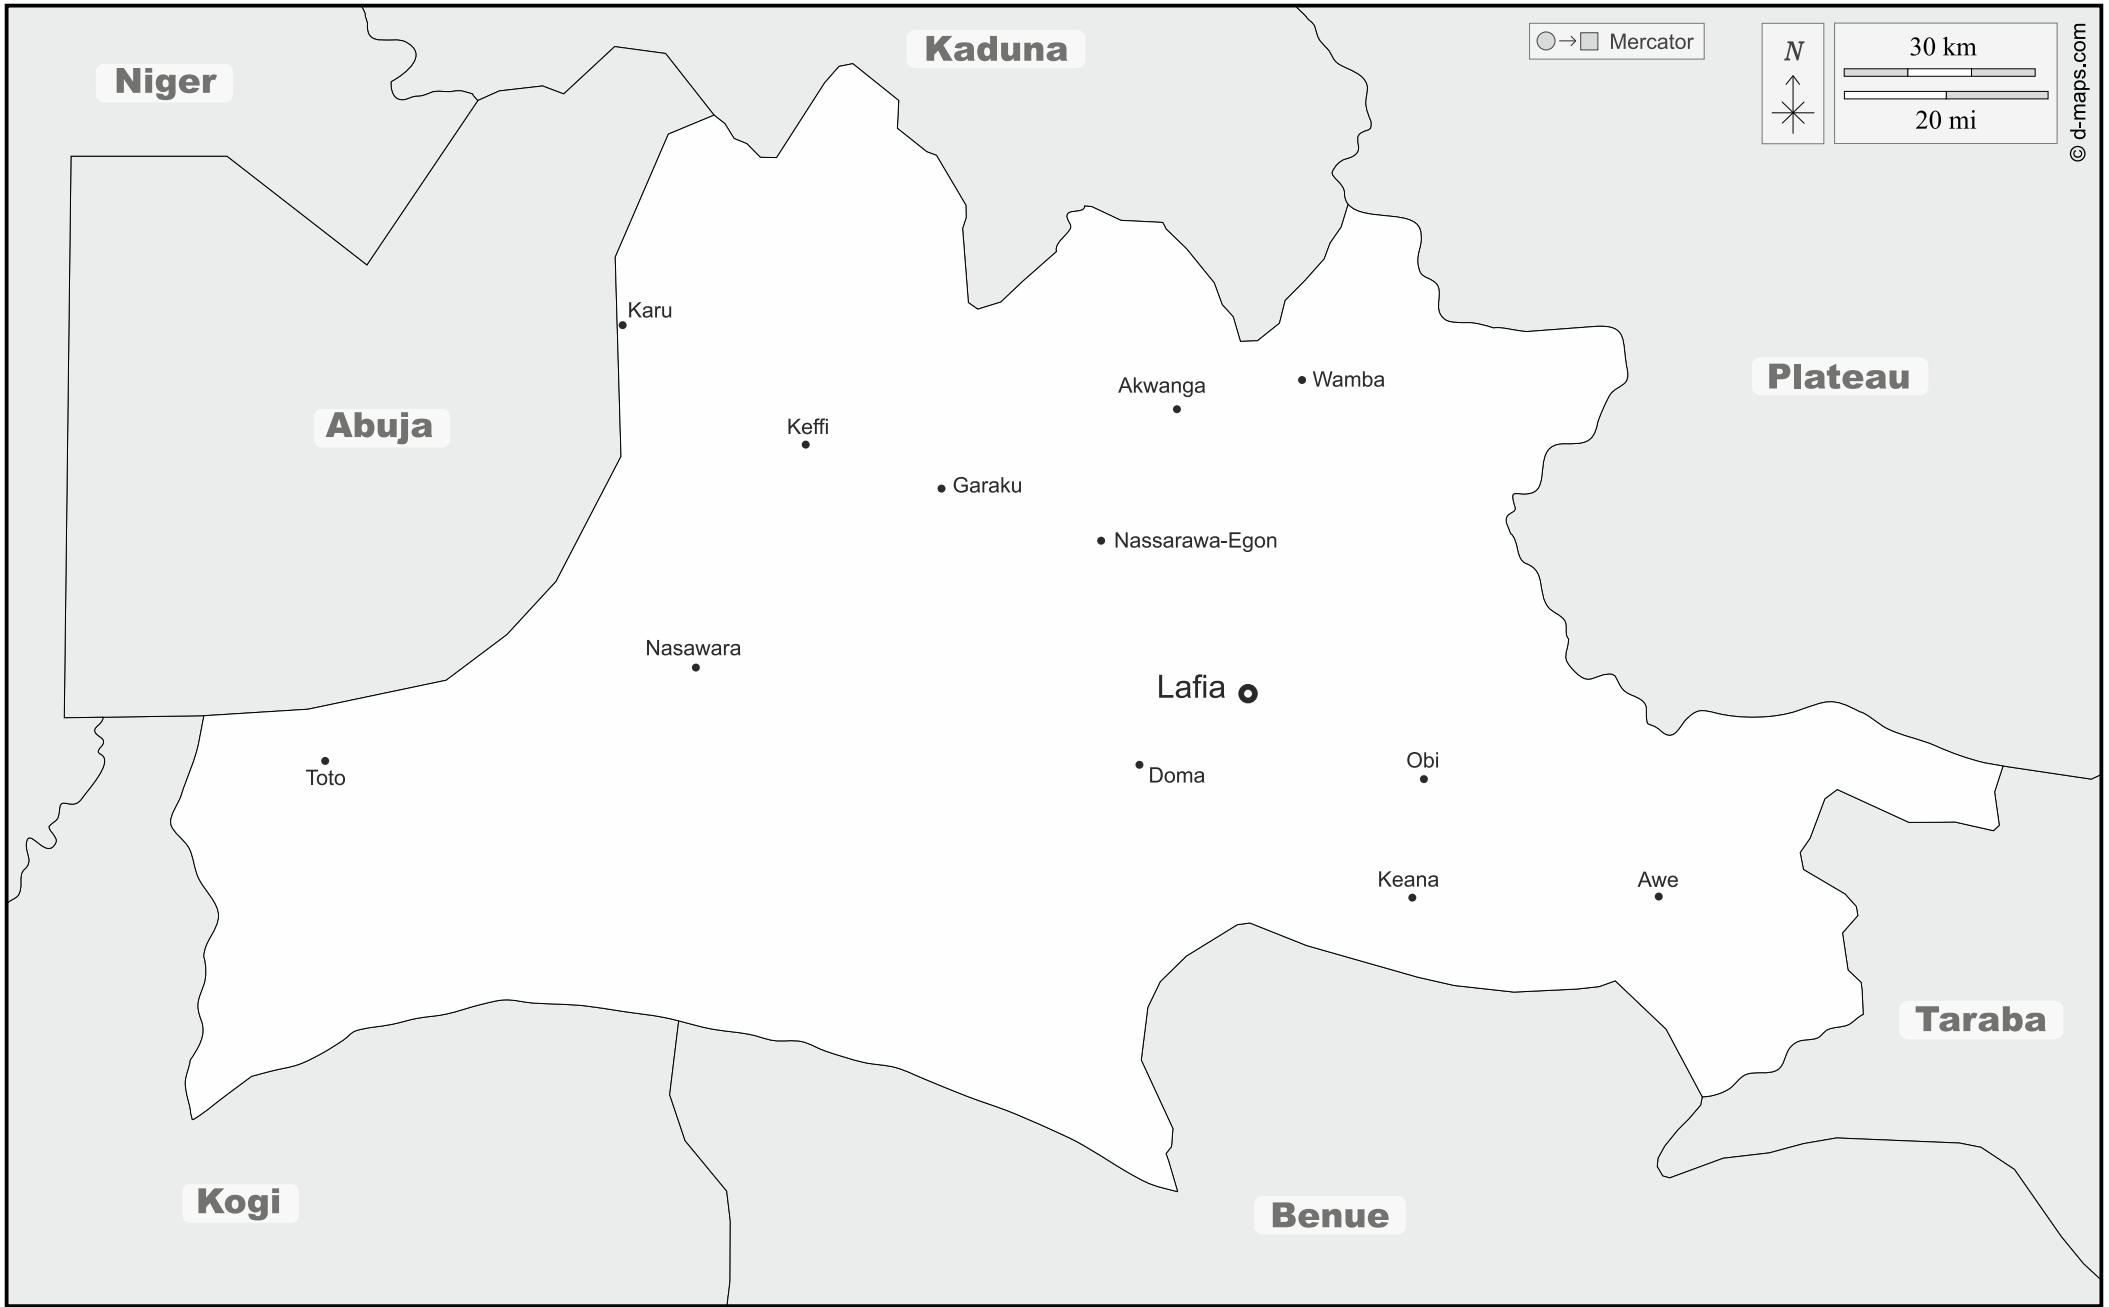 Niger
Kaduna
Mercator
N
30 km
20 mi
© d-maps.com
Karu
Abuja
Keffi
Akwanga
Wamba
Plateau
Garaku
Nassarawa-Egon
Nasawara
Lafia
Toto
Doma
Obi
Keana
Awe
Taraba
Kogi
Benue